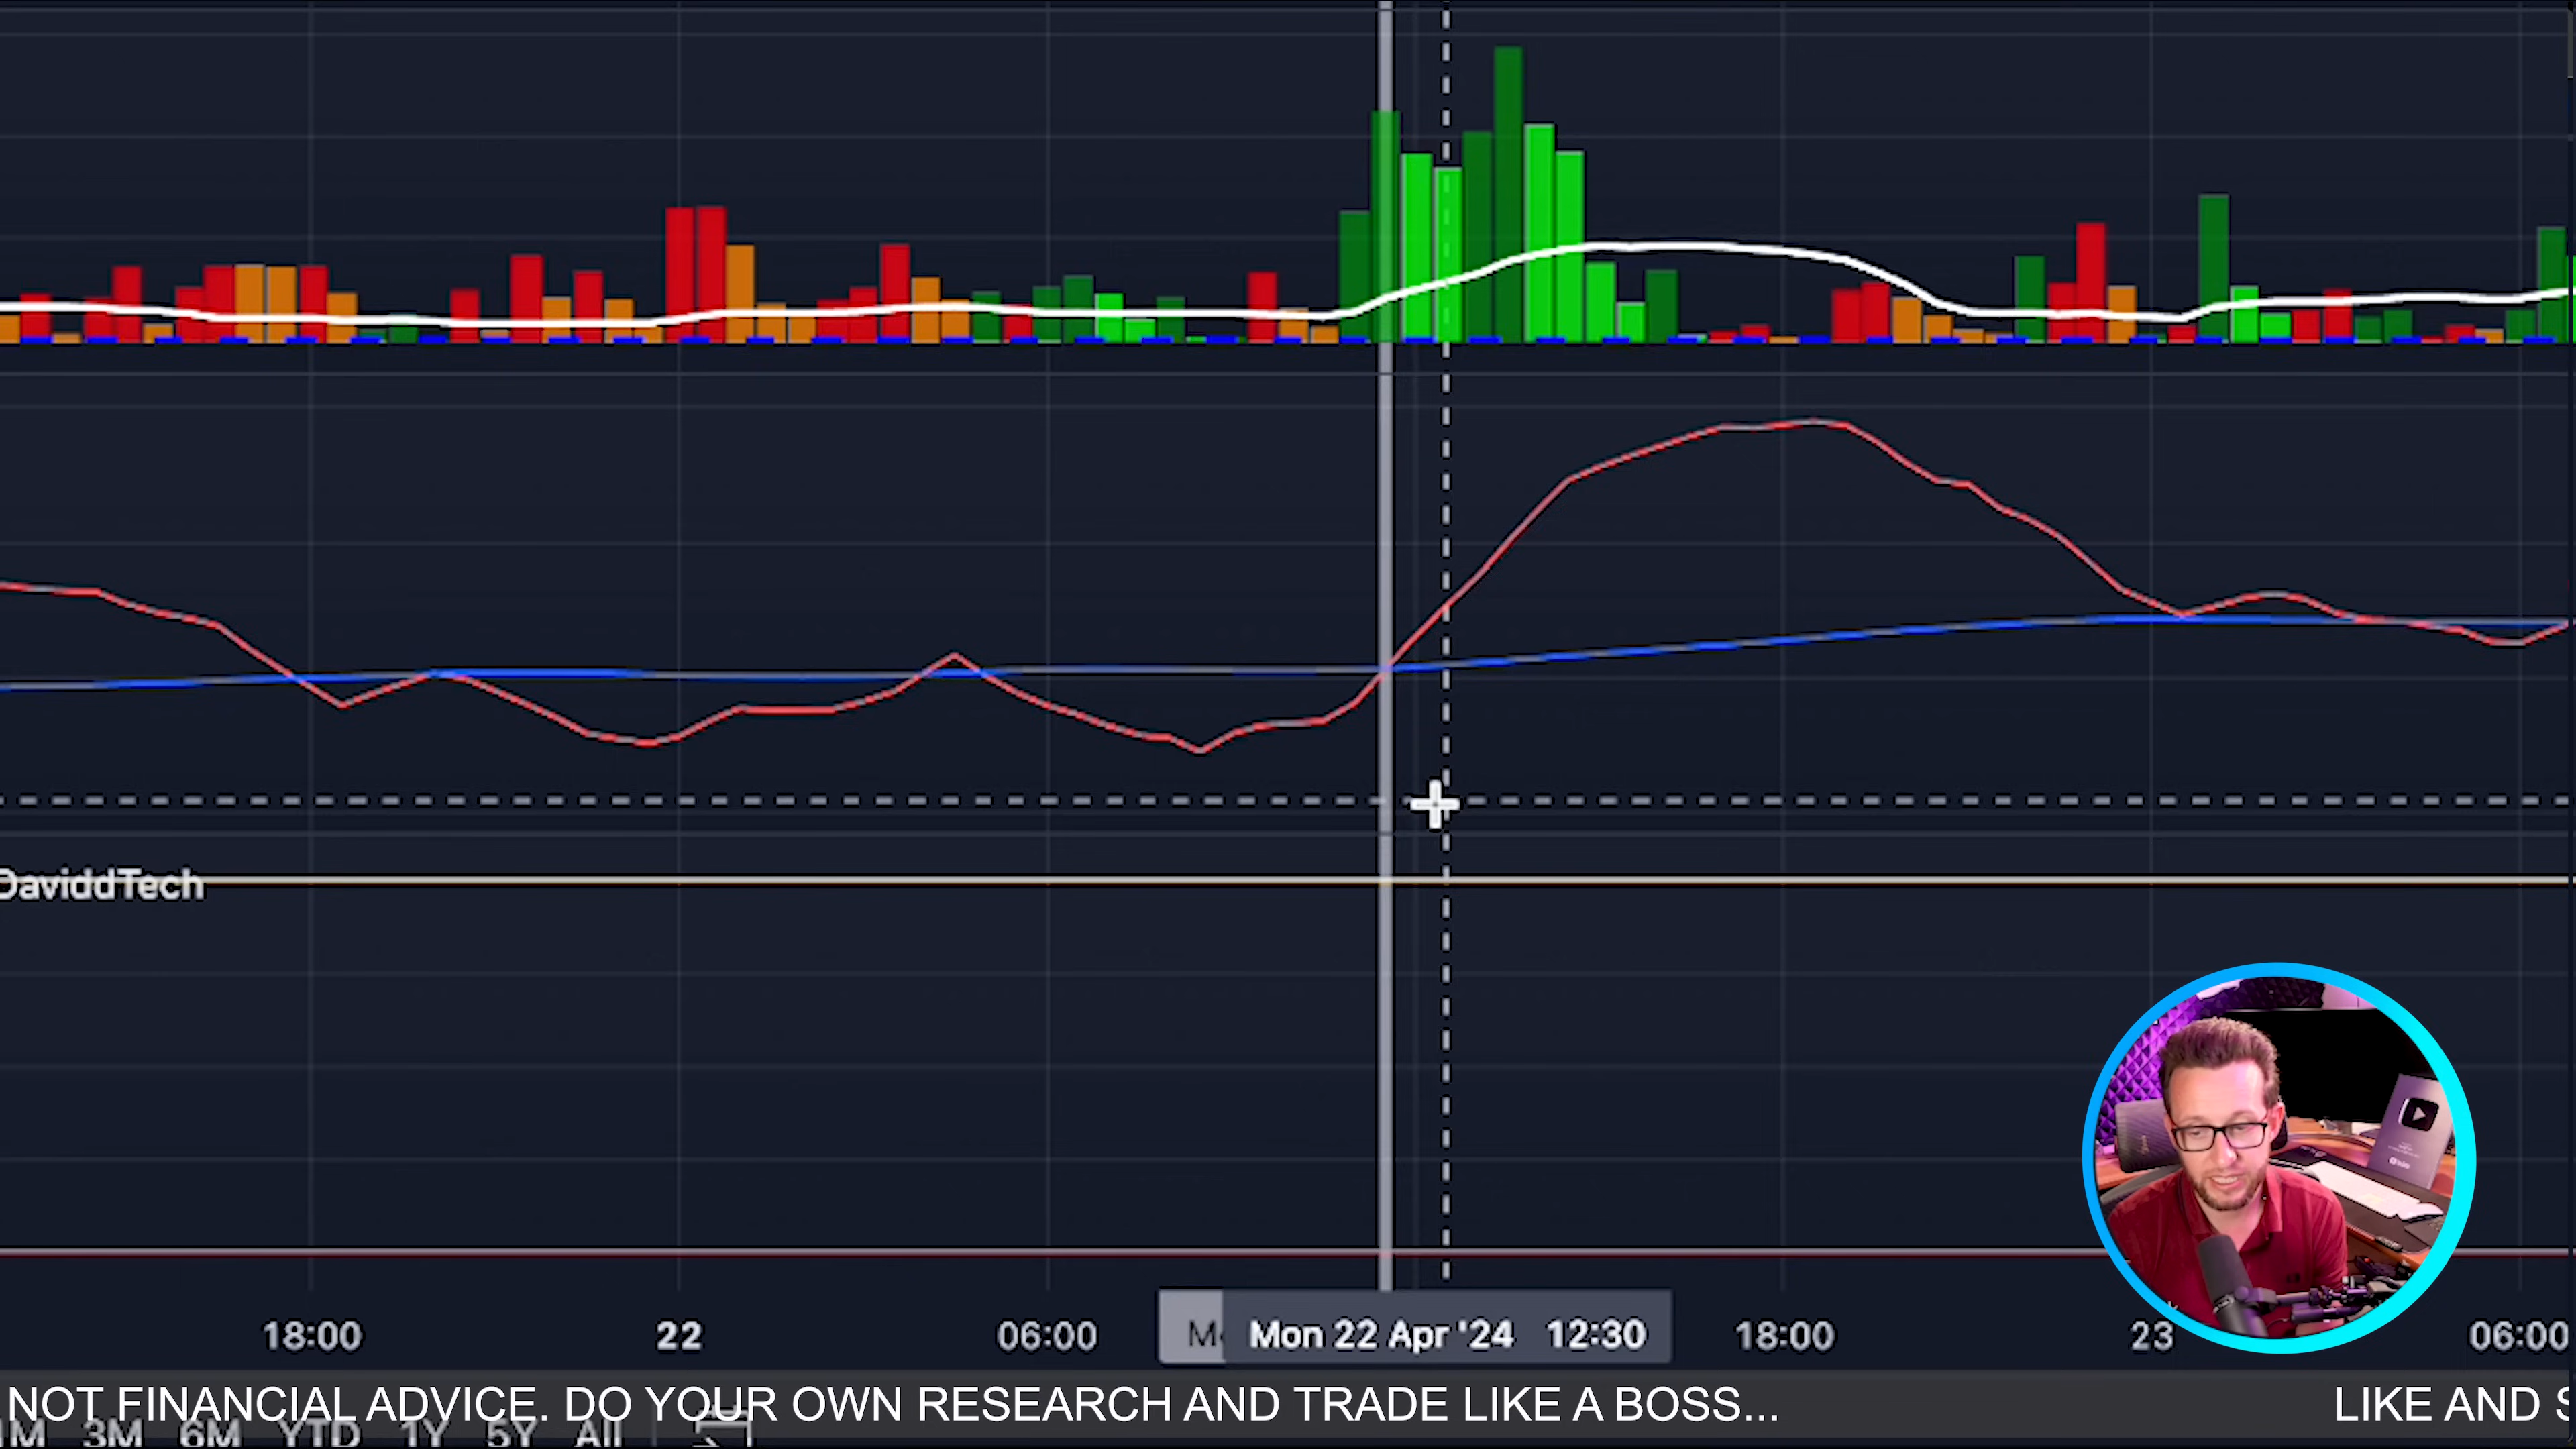 DaviddTech
18:00 22 06:00 Mon 22 Apr '24 12:30 18:00 23 06:00
NOT FINANCIAL ADVICE. DO YOUR OWN RESEARCH AND TRADE LIKE A BOSS... LIKE AND
1M 3M 6M YTD 1Y 5Y All